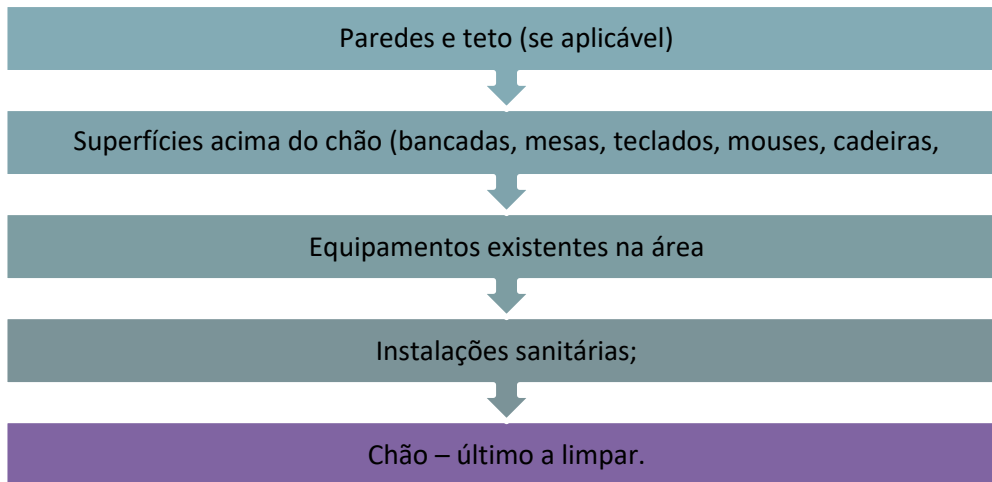 Paredes e teto (se aplicável)
Superfícies acima do chão (bancadas, mesas, teclados, mouses, cadeiras,
Equipamentos existentes na área
Instalações sanitárias;
Chão – último a limpar.